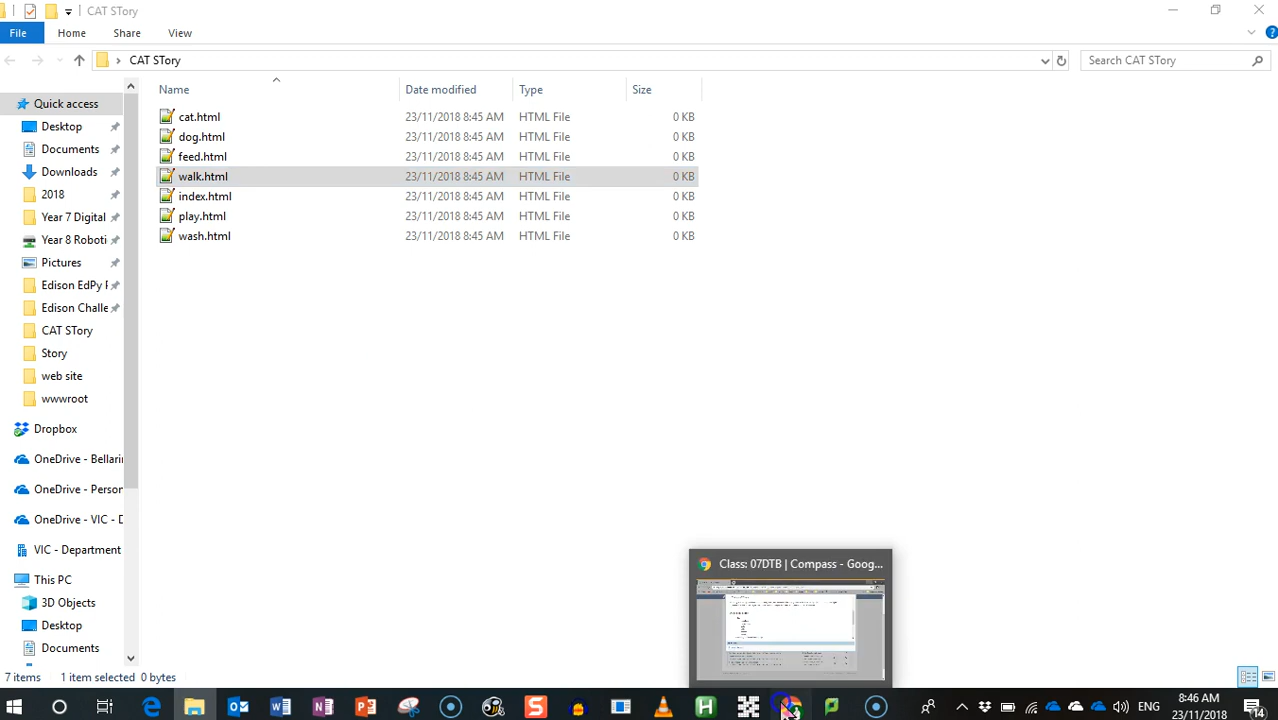 CAT STory
File Home Share View
CAT STory Search CAT STory
Name Date modified Type Size
Quick access
Desktop
Documents
Downloads
2018
Year 7 Digital
Year 8 Roboti
Pictures
Edison EdPy F
Edison Challe
CAT STory
Story
web site
wwwroot
Dropbox
OneDrive - Bellarin
OneDrive - Person
OneDrive - VIC - D
VIC - Department
This PC
3D Objects
Desktop
Documents
cat.html 23/11/2018 8:45 AM HTML File 0 KB
dog.html 23/11/2018 8:45 AM HTML File 0 KB
feed.html 23/11/2018 8:45 AM HTML File 0 KB
walk.html 23/11/2018 8:45 AM HTML File 0 KB
index.html 23/11/2018 8:45 AM HTML File 0 KB
play.html 23/11/2018 8:45 AM HTML File 0 KB
wash.html 23/11/2018 8:45 AM HTML File 0 KB
Class: 07DTB | Compass - Goog...
7 items 1 item selected 0 bytes
ENG 8:46 AM
23/11/2018
14